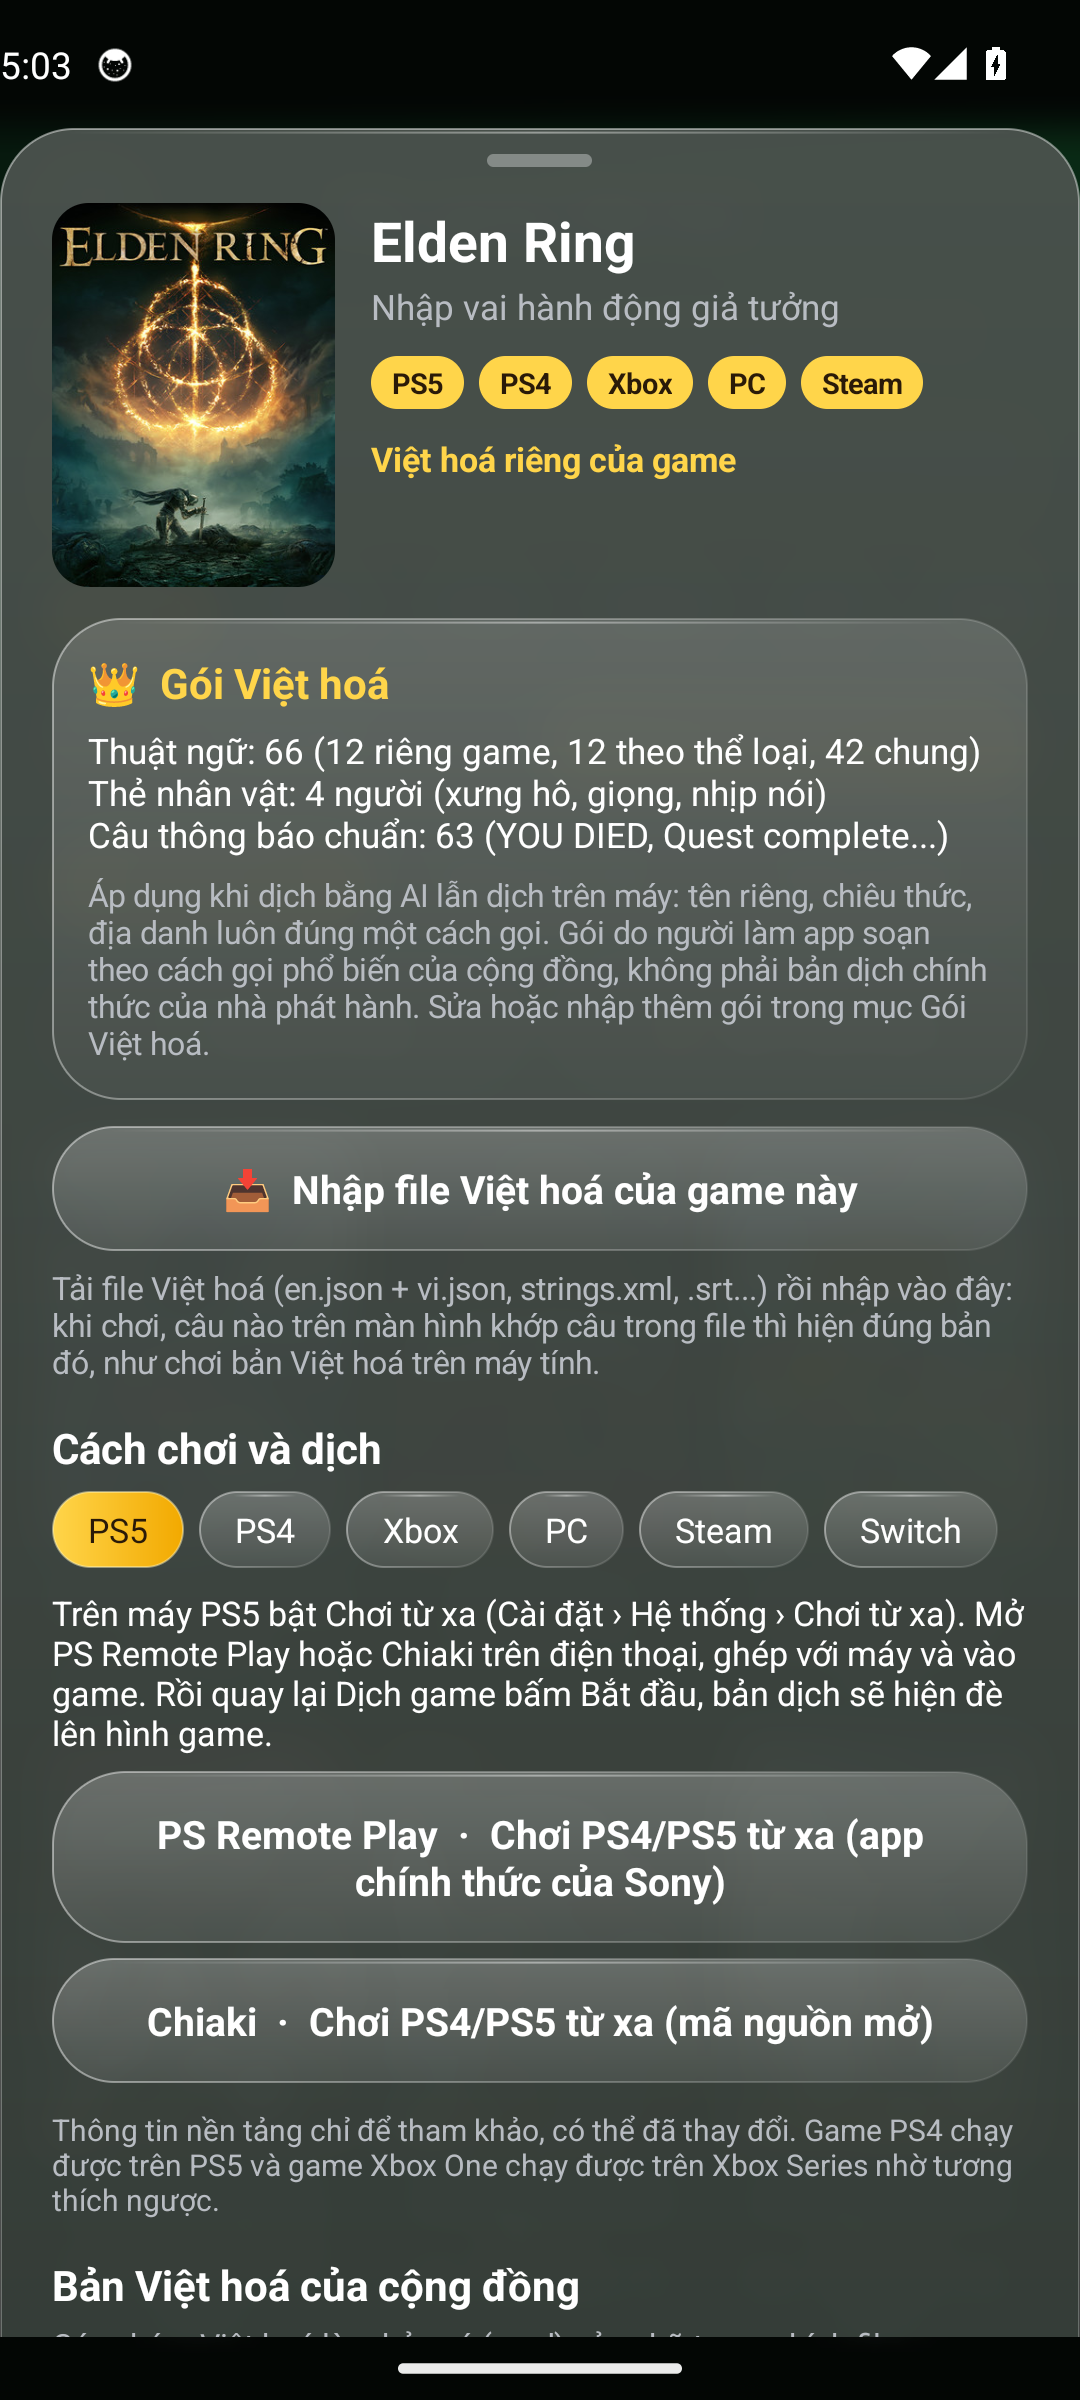 5:03
ELDEN RING
Elden Ring
Nhập vai hành động giả tưởng
PS5 PS4 Xbox PC Steam
Việt hoá riêng của game
Gói Việt hoá
Thuật ngữ: 66 (12 riêng game, 12 theo thể loại, 42 chung)
Thẻ nhân vật: 4 người (xưng hô, giọng, nhịp nói)
Câu thông báo chuẩn: 63 (YOU DIED, Quest complete...)
Áp dụng khi dịch bằng AI lẫn dịch trên máy: tên riêng, chiêu thức,
địa danh luôn đúng một cách gọi. Gói do người làm app soạn
theo cách gọi phổ biến của cộng đồng, không phải bản dịch chính
thức của nhà phát hành. Sửa hoặc nhập thêm gói trong mục Gói
Việt hoá.
Nhập file Việt hoá của game này
Tải file Việt hoá (en.json + vi.json, strings.xml, .srt...) rồi nhập vào đây:
khi chơi, câu nào trên màn hình khớp câu trong file thì hiện đúng bản
đó, như chơi bản Việt hoá trên máy tính.
Cách chơi và dịch
PS5 PS4 Xbox PC Steam Switch
Trên máy PS5 bật Chơi từ xa (Cài đặt › Hệ thống › Chơi từ xa). Mở
PS Remote Play hoặc Chiaki trên điện thoại, ghép với máy và vào
game. Rồi quay lại Dịch game bấm Bắt đầu, bản dịch sẽ hiện đè
lên hình game.
PS Remote Play · Chơi PS4/PS5 từ xa (app
chính thức của Sony)
Chiaki · Chơi PS4/PS5 từ xa (mã nguồn mở)
Thông tin nền tảng chỉ để tham khảo, có thể đã thay đổi. Game PS4 chạy
được trên PS5 và game Xbox One chạy được trên Xbox Series nhờ tương
thích ngược.
Bản Việt hoá của cộng đồng